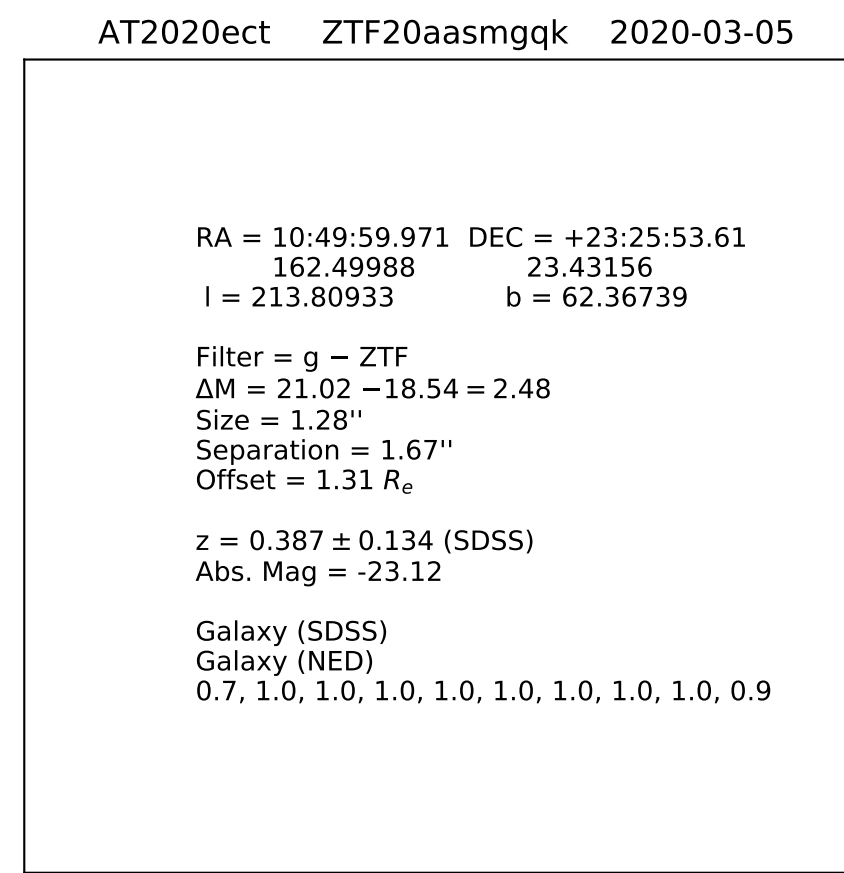 AT2020ect ZTF20aasmgqk 2020-03-05
RA = 10:49:59.971 DEC = +23:25:53.61
162.49988 23.43156
l = 213.80933 b = 62.36739
Filter = g − ZTF
ΔM = 21.02 −18.54 = 2.48
Size = 1.28''
Separation = 1.67''
Offset = 1.31 Rₑ
z = 0.387 ± 0.134 (SDSS)
Abs. Mag = -23.12
Galaxy (SDSS)
Galaxy (NED)
0.7, 1.0, 1.0, 1.0, 1.0, 1.0, 1.0, 1.0, 1.0, 0.9